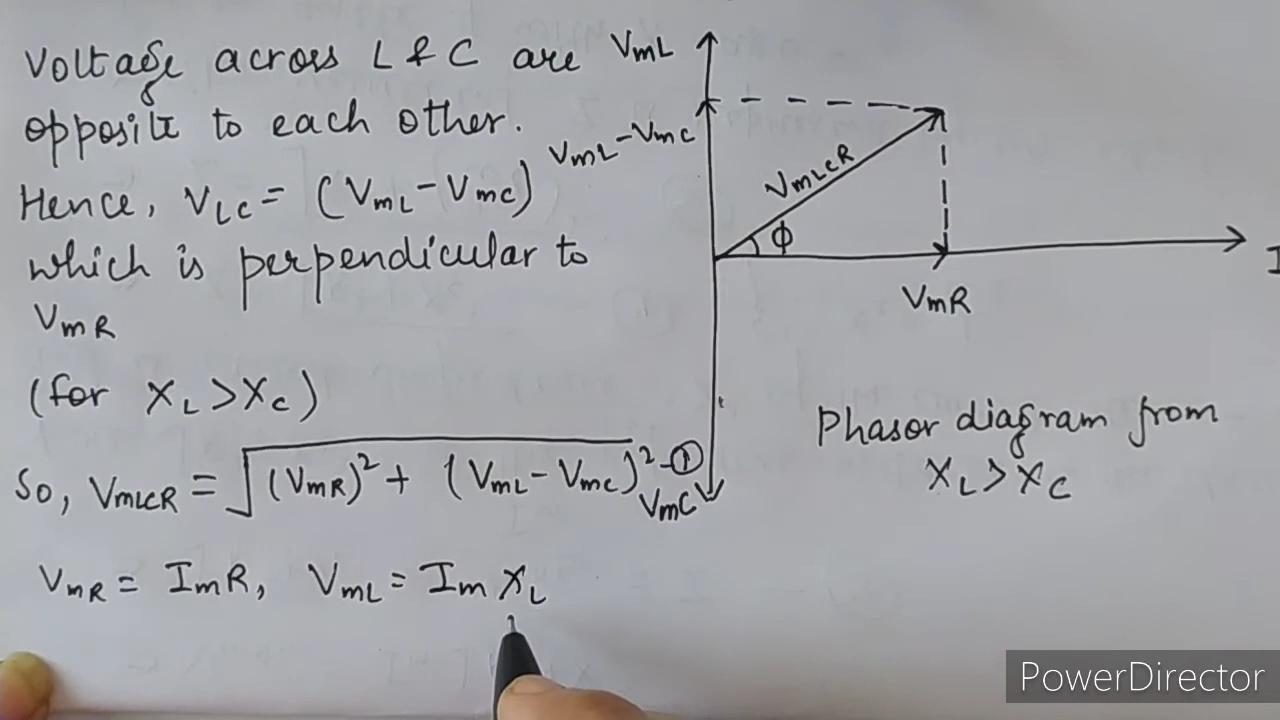 Voltage across L & C are
opposite to each other.
Hence, VLC = (VmL - Vmc)
which is perpendicular to
VmR
(for XL > Xc)
So, VmLCR = √(VmR)² + (VmL - Vmc)² - ①
VmR = ImR, VmL = Im XL
VmL
VmL - Vmc
VmLCR
ϕ
VmR
I
VmC
Phasor diagram from
XL > XC
PowerDirector